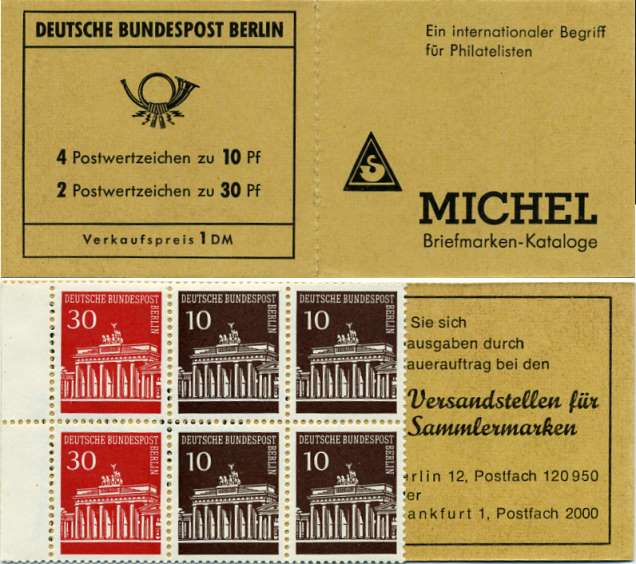 DEUTSCHE BUNDESPOST BERLIN
4 Postwertzeichen zu 10 Pf
2 Postwertzeichen zu 30 Pf
Verkaufspreis 1 DM
Ein internationaler Begriff
für Philatelisten
MICHEL
Briefmarken-Kataloge
DEUTSCHE BUNDESPOST
BERLIN
30
DEUTSCHE BUNDESPOST
BERLIN
10
DEUTSCHE BUNDESPOST
BERLIN
10
DEUTSCHE BUNDESPOST
BERLIN
30
DEUTSCHE BUNDESPOST
BERLIN
10
DEUTSCHE BUNDESPOST
BERLIN
10
Sie sich
ausgaben durch
auerauftrag bei den
Versandstellen für
Sammlermarken
erlin 12, Postfach 120 950
er
ankfurt 1, Postfach 2000